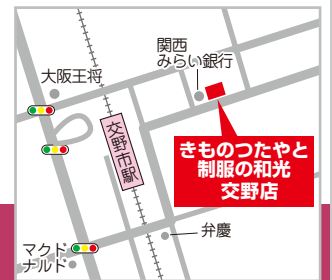 関西
みらい銀行
大阪王将
交野市駅
きものつたやと
制服の和光
交野店
弁慶
マクド
ナルド